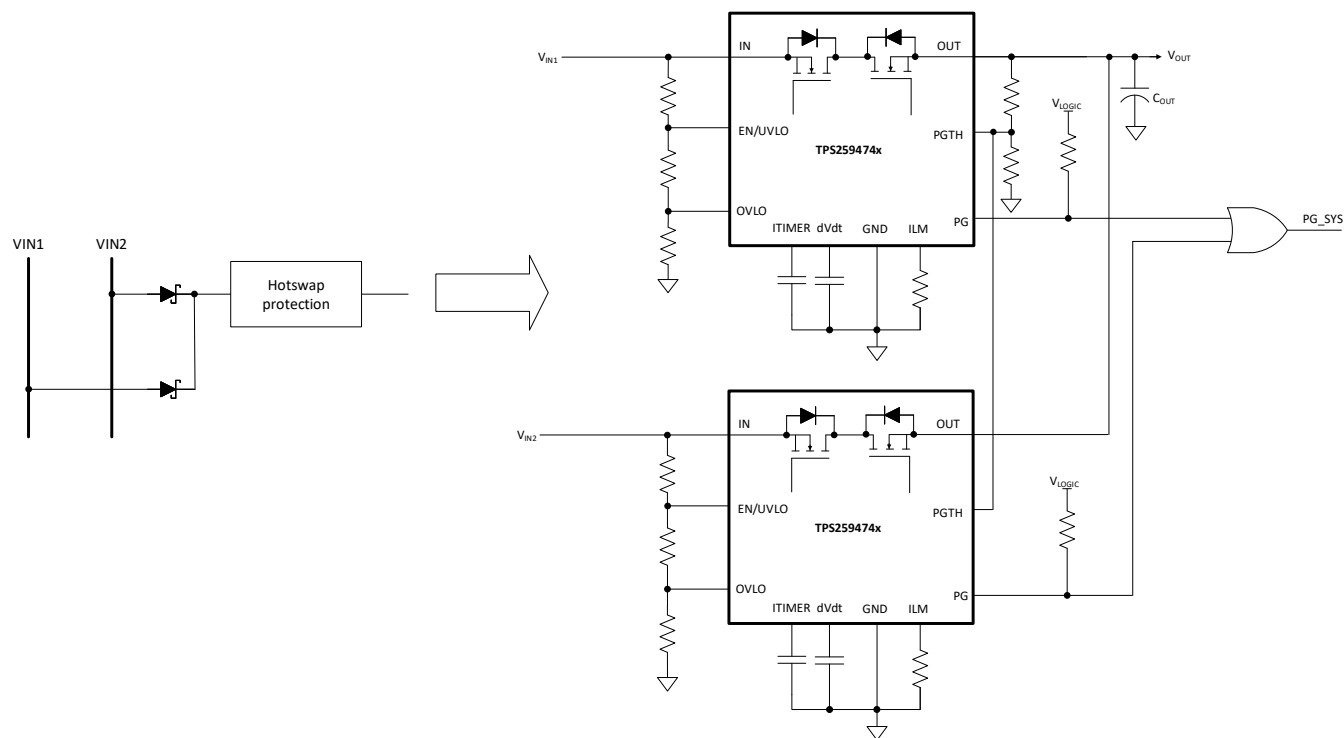 VIN1
VIN2
Hotswap
protection
VIN1
IN
OUT
VOUT
COUT
VLOGIC
EN/UVLO
PGTH
TPS259474x
OVLO
PG
ITIMER dVdt GND ILM
PG_SYS
VIN2
IN
OUT
VLOGIC
EN/UVLO
PGTH
TPS259474x
OVLO
PG
ITIMER dVdt GND ILM